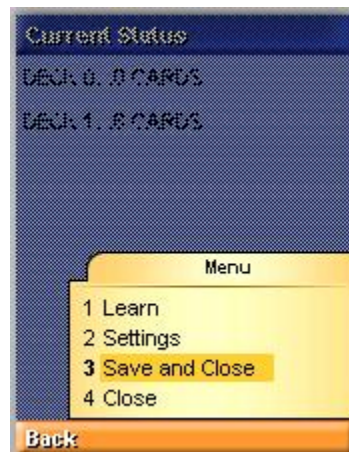 Current Status
DECK 0.
CARDS
DECK 1.
CARDS
Menu
1 Learn
2 Settings
3 Save and Close
4 Close
Back